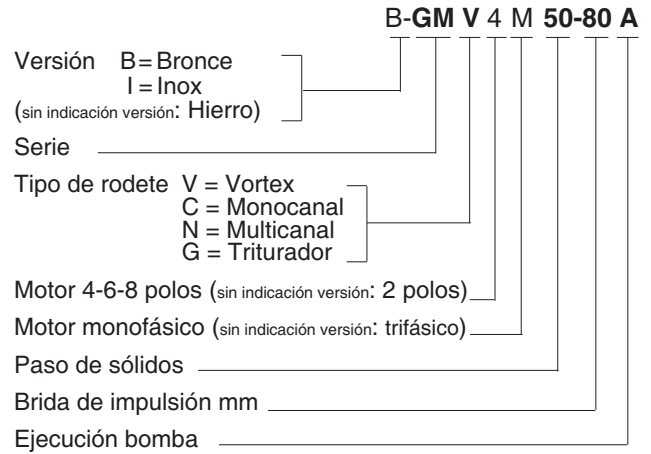 B-GM V 4 M 50-80 A
Versión B = Bronce
I = Inox
(sin indicación versión: Hierro)
Serie
Tipo de rodete V = Vortex
C = Monocanal
N = Multicanal
G = Triturador
Motor 4-6-8 polos (sin indicación versión: 2 polos)
Motor monofásico (sin indicación versión: trifásico)
Paso de sólidos
Brida de impulsión mm
Ejecución bomba